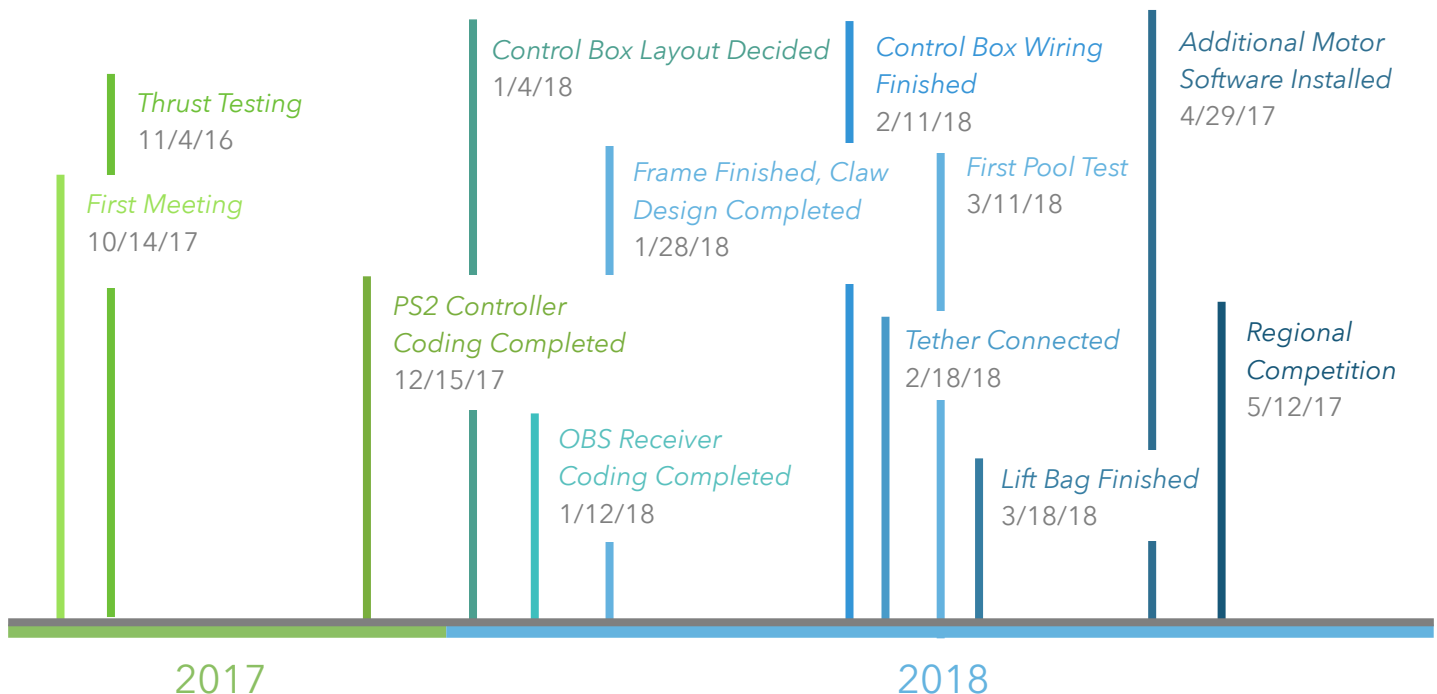 Thrust Testing
11/4/16
First Meeting
10/14/17
PS2 Controller
Coding Completed
12/15/17
Control Box Layout Decided
1/4/18
OBS Receiver
Coding Completed
1/12/18
Frame Finished, Claw
Design Completed
1/28/18
Control Box Wiring
Finished
2/11/18
Tether Connected
2/18/18
First Pool Test
3/11/18
Lift Bag Finished
3/18/18
Additional Motor
Software Installed
4/29/17
Regional
Competition
5/12/17
2017
2018